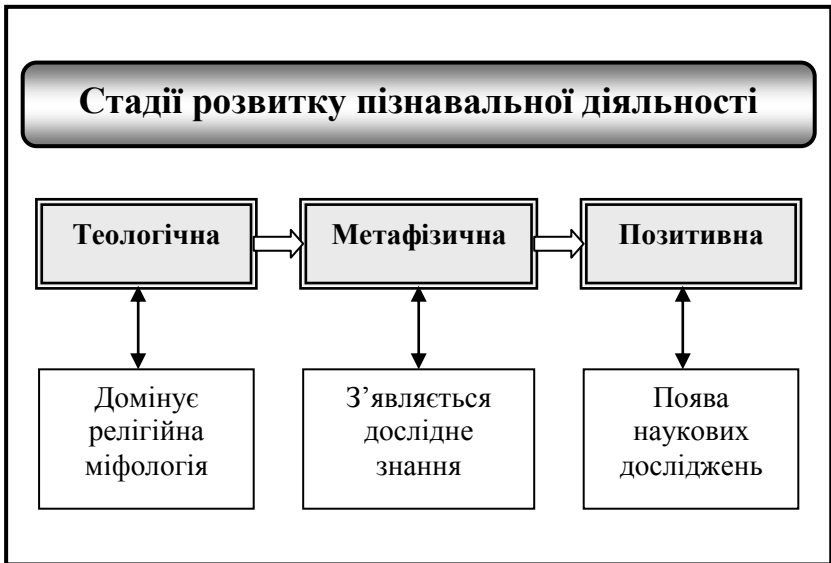 Стадії розвитку пізнавальної діяльності
Теологічна
Метафізична
Позитивна
Домінує
релігійна
міфологія
З’являється
дослідне
знання
Поява
наукових
досліджень